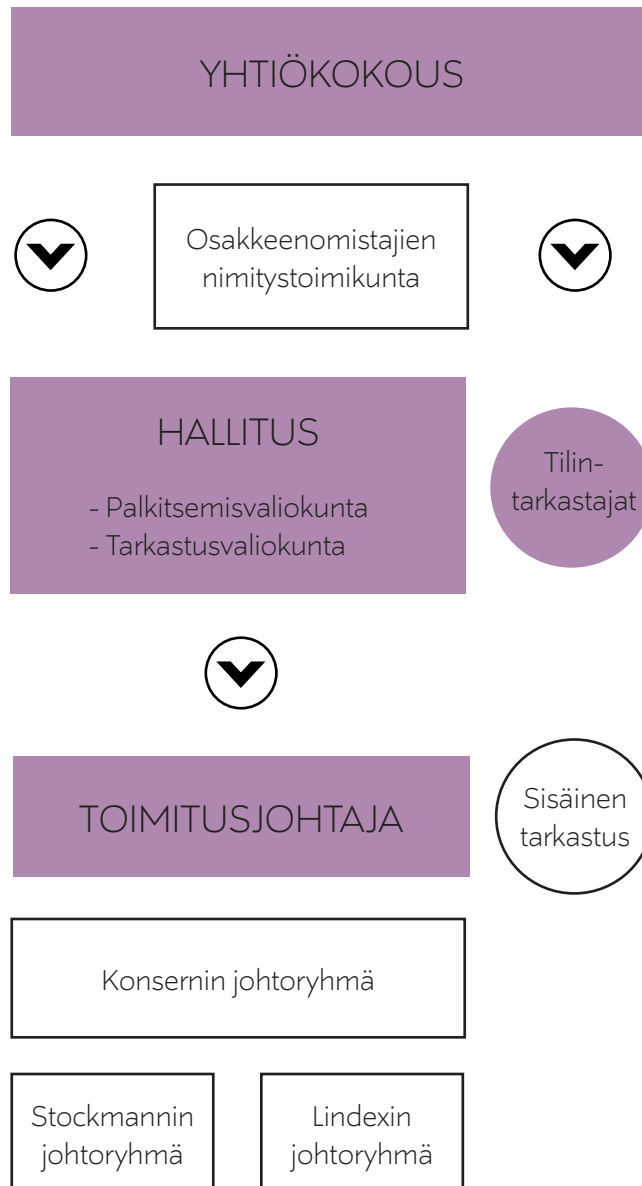 YHTIÖKOKOUS
Osakkeenomistajien
nimitystoimikunta
HALLITUS
- Palkitsemisvaliokunta
- Tarkastusvaliokunta
Tilin-
tarkastajat
TOIMITUSJOHTAJA
Sisäinen
tarkastus
Konsernin johtoryhmä
Stockmannin
johtoryhmä
Lindexin
johtoryhmä